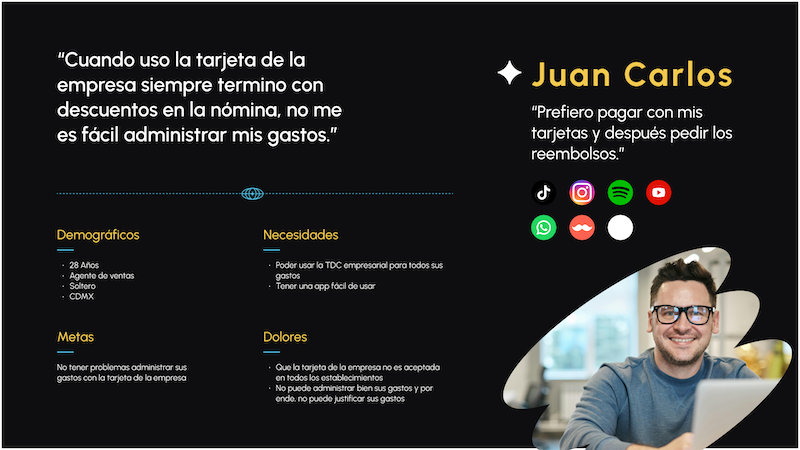 “Cuando uso la tarjeta de la
empresa siempre termino con
descuentos en la nómina, no me
es fácil administrar mis gastos.”
Juan Carlos
“Prefiero pagar con mis
tarjetas y después pedir los
reembolsos.”
Demográficos
· 28 Años
· Agente de ventas
· Soltero
· CDMX
Necesidades
· Poder usar la TDC empresarial para todos sus
gastos
· Tener una app fácil de usar
Metas
No tener problemas administrar sus
gastos con la tarjeta de la empresa
Dolores
· Que la tarjeta de la empresa no es aceptada
en todos los establecimientos
· No puede administrar bien sus gastos y por
ende, no puede justificar sus gastos